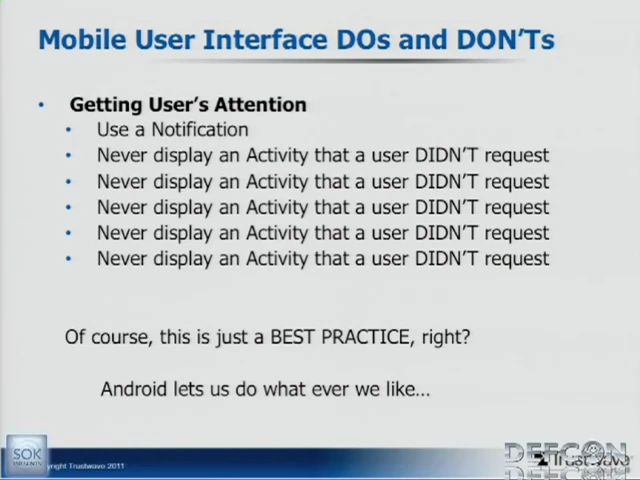 Mobile User Interface DOs and DON'Ts
• Getting User's Attention
• Use a Notification
• Never display an Activity that a user DIDN'T request
• Never display an Activity that a user DIDN'T request
• Never display an Activity that a user DIDN'T request
• Never display an Activity that a user DIDN'T request
• Never display an Activity that a user DIDN'T request
Of course, this is just a BEST PRACTICE, right?
Android lets us do what ever we like...
SOK
PRESENTS
yright Trustwave 2011
DEFCON
Trustwave